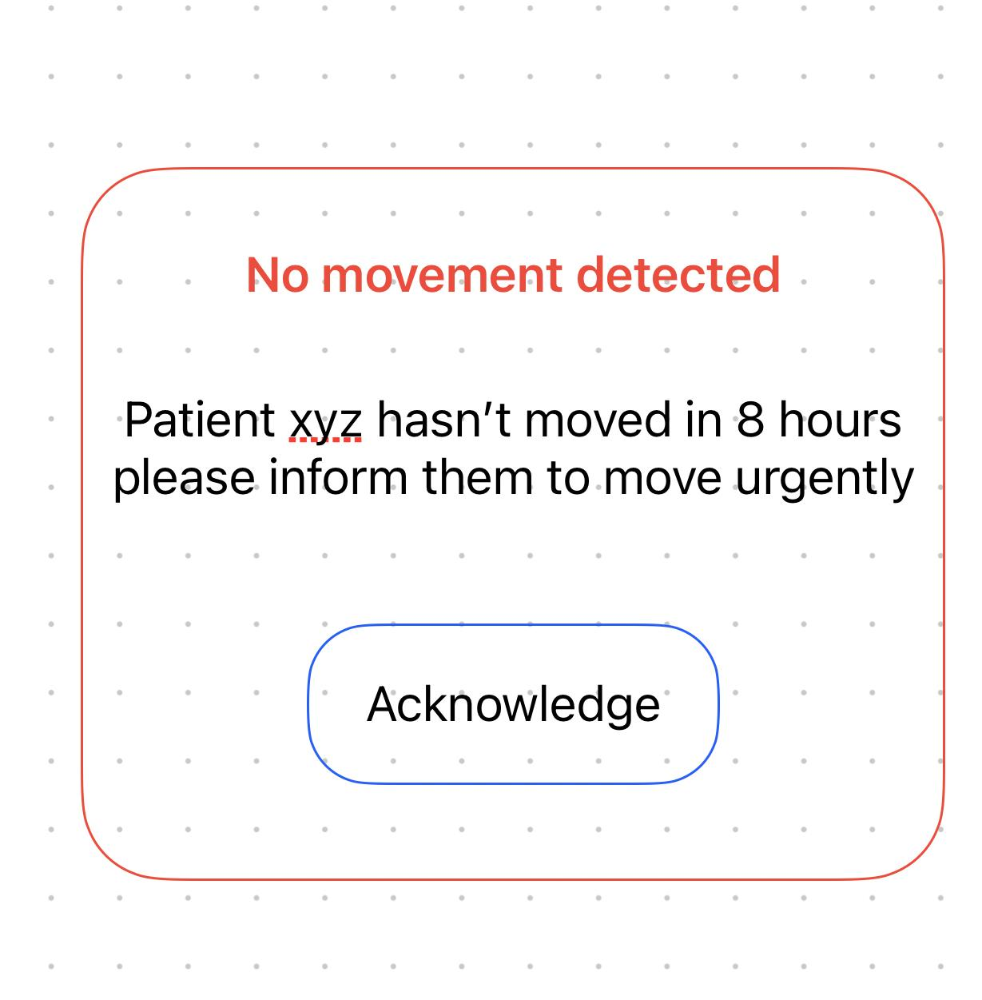 No movement detected
Patient xyz hasn’t moved in 8 hours
please inform them to move urgently
Acknowledge